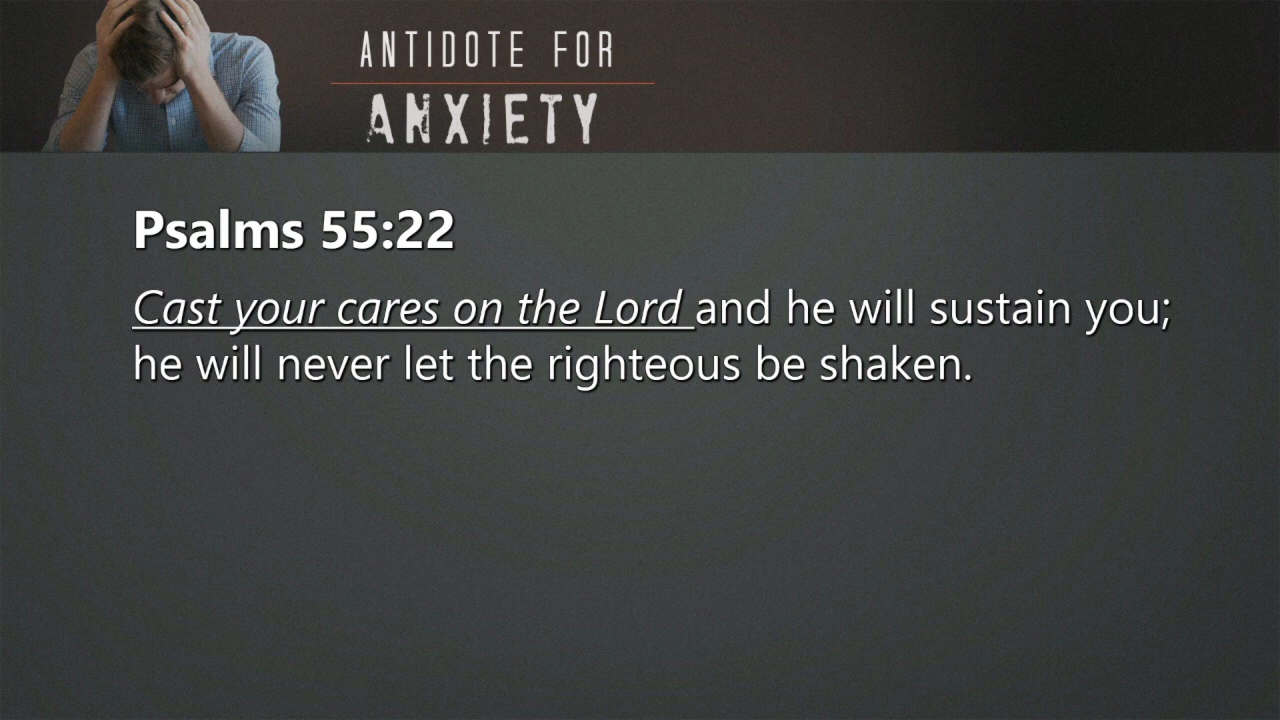 ANTIDOTE FOR
ANXIETY
Psalms 55:22
Cast your cares on the Lord and he will sustain you;
he will never let the righteous be shaken.